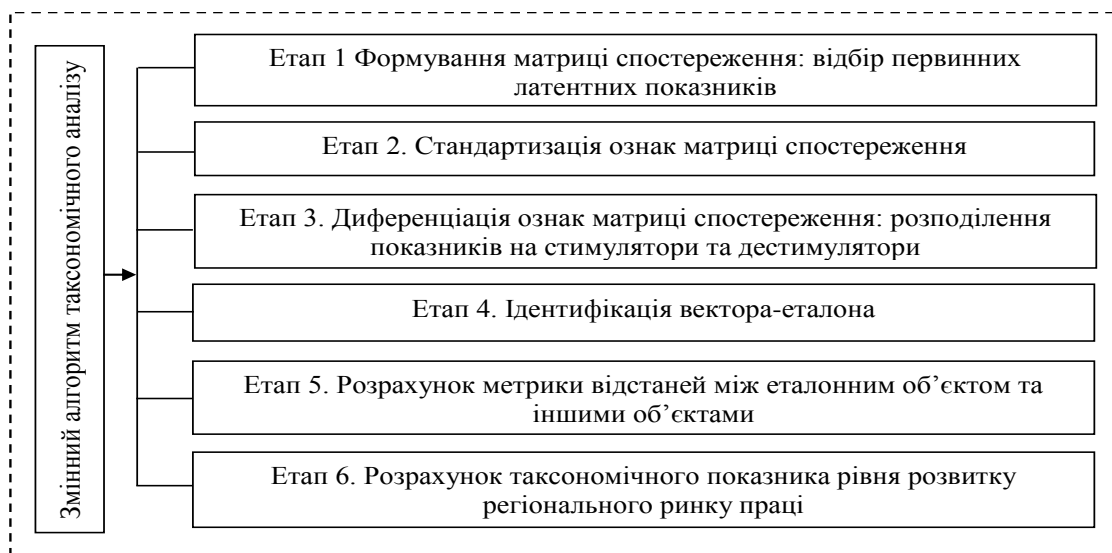 Змінний алгоритм таксономічного аналізу
Етап 1 Формування матриці спостереження: відбір первинних
латентних показників
Етап 2. Стандартизація ознак матриці спостереження
Етап 3. Диференціація ознак матриці спостереження: розподілення
показників на стимулятори та дестимулятори
Етап 4. Ідентифікація вектора-еталона
Етап 5. Розрахунок метрики відстаней між еталонним об’єктом та
іншими об’єктами
Етап 6. Розрахунок таксономічного показника рівня розвитку
регіонального ринку праці